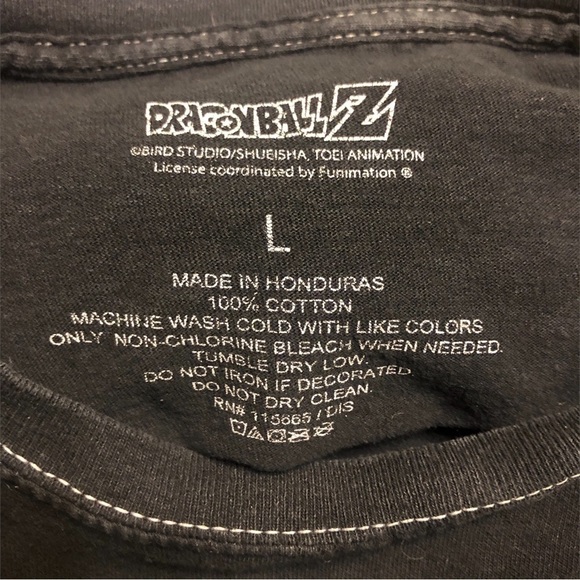 DRAGONBALL Z
©BIRD STUDIO/SHUEISHA, TOEI ANIMATION
License coordinated by Funimation ®
L
MADE IN HONDURAS
100% COTTON
MACHINE WASH COLD WITH LIKE COLORS
ONLY NON-CHLORINE BLEACH WHEN NEEDED.
TUMBLE DRY LOW.
DO NOT IRON IF DECORATED
DO NOT DRY CLEAN.
RN# 115665 / DIS